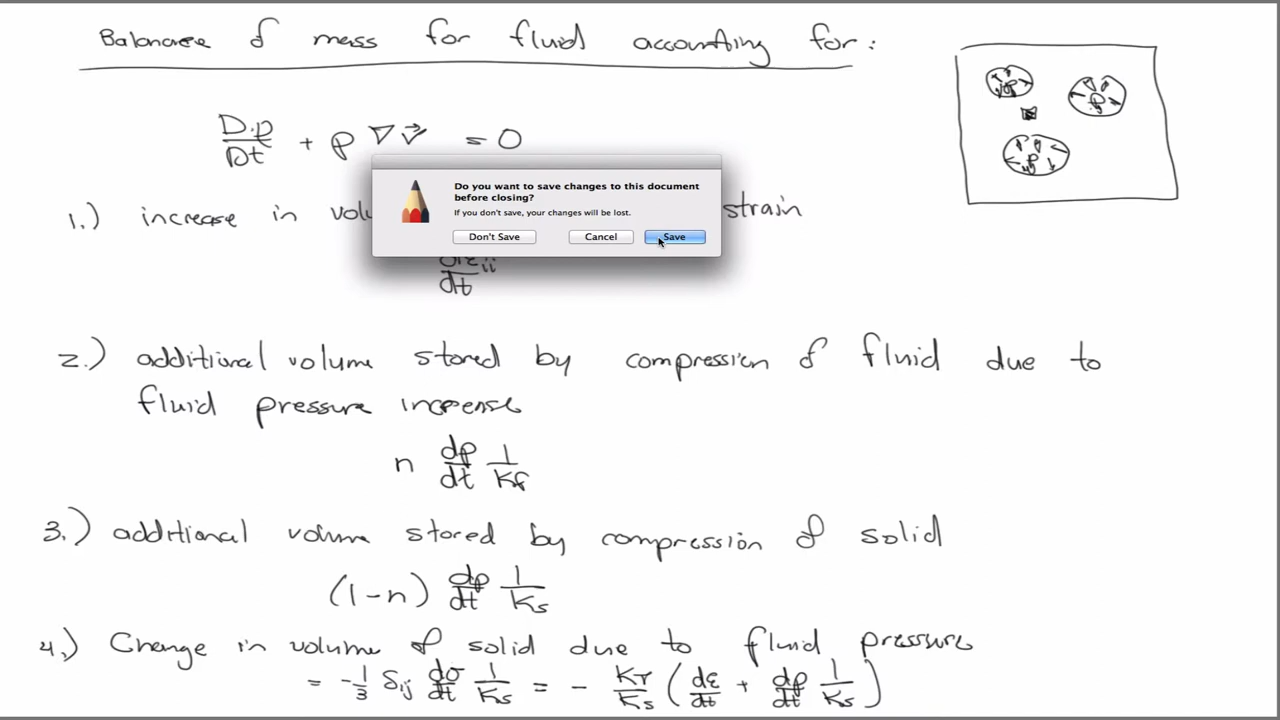 Balance of mass for fluid accounting for:
Dρ/Dt + ρ ∇ v⃗ = 0
Do you want to save changes to this document
before closing?
If you don't save, your changes will be lost.
Don't Save Cancel Save
1.) increase in strain
dε_ii/dt
2.) additional volume stored by compression of fluid due to
fluid pressure increase
n dp/dt 1/Kf
3.) additional volume stored by compression of solid
(1-n) dp/dt 1/Ks
4.) Change in volume of solid due to fluid pressure
= -1/3 δij dσ/dt 1/Ks = - KT/Ks (dε/dt + dp/dt 1/Ks)